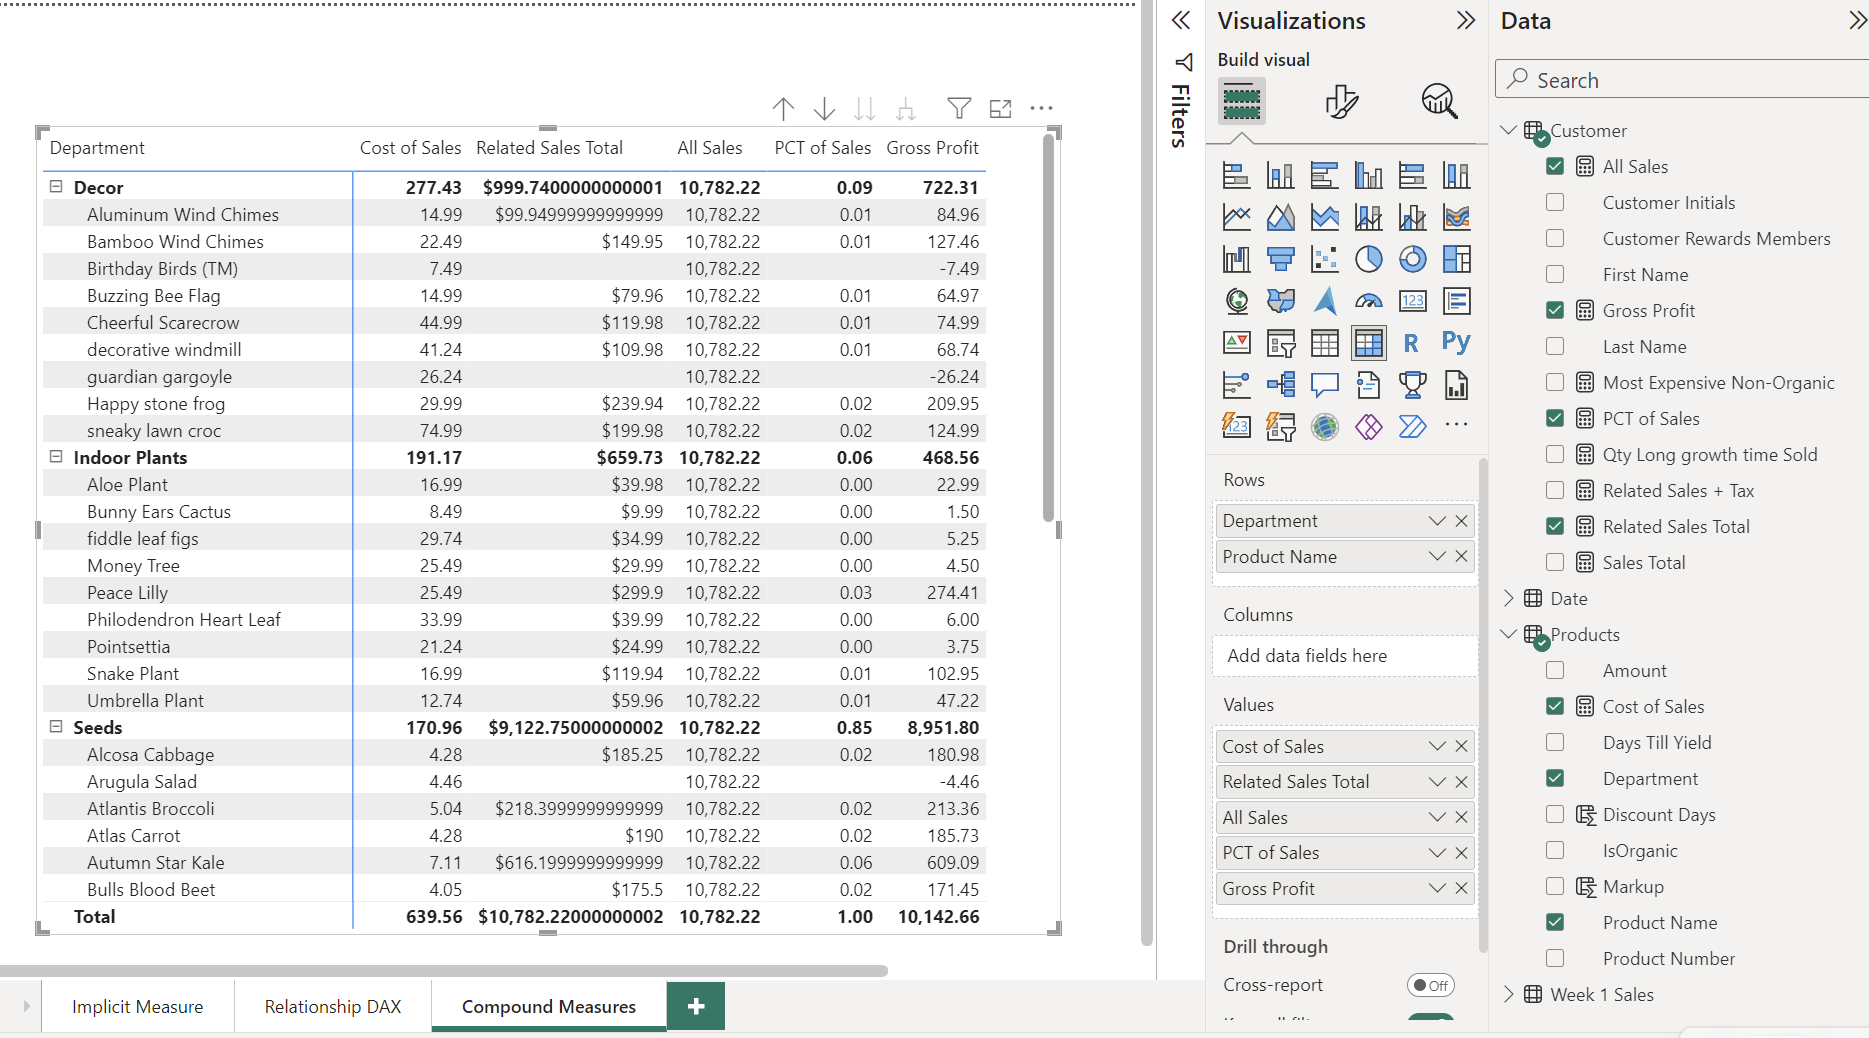 Department Cost of Sales Related Sales Total All Sales PCT of Sales Gross Profit
Decor 277.43 $999.7400000000001 10,782.22 0.09 722.31
Aluminum Wind Chimes 14.99 $99.94999999999999 10,782.22 0.01 84.96
Bamboo Wind Chimes 22.49 $149.95 10,782.22 0.01 127.46
Birthday Birds (TM) 7.49 10,782.22 -7.49
Buzzing Bee Flag 14.99 $79.96 10,782.22 0.01 64.97
Cheerful Scarecrow 44.99 $119.98 10,782.22 0.01 74.99
decorative windmill 41.24 $109.98 10,782.22 0.01 68.74
guardian gargoyle 26.24 10,782.22 -26.24
Happy stone frog 29.99 $239.94 10,782.22 0.02 209.95
sneaky lawn croc 74.99 $199.98 10,782.22 0.02 124.99
Indoor Plants 191.17 $659.73 10,782.22 0.06 468.56
Aloe Plant 16.99 $39.98 10,782.22 0.00 22.99
Bunny Ears Cactus 8.49 $9.99 10,782.22 0.00 1.50
fiddle leaf figs 29.74 $34.99 10,782.22 0.00 5.25
Money Tree 25.49 $29.99 10,782.22 0.00 4.50
Peace Lilly 25.49 $299.9 10,782.22 0.03 274.41
Philodendron Heart Leaf 33.99 $39.99 10,782.22 0.00 6.00
Pointsettia 21.24 $24.99 10,782.22 0.00 3.75
Snake Plant 16.99 $119.94 10,782.22 0.01 102.95
Umbrella Plant 12.74 $59.96 10,782.22 0.01 47.22
Seeds 170.96 $9,122.75000000002 10,782.22 0.85 8,951.80
Alcosa Cabbage 4.28 $185.25 10,782.22 0.02 180.98
Arugula Salad 4.46 10,782.22 -4.46
Atlantis Broccoli 5.04 $218.3999999999999 10,782.22 0.02 213.36
Atlas Carrot 4.28 $190 10,782.22 0.02 185.73
Autumn Star Kale 7.11 $616.1999999999999 10,782.22 0.06 609.09
Bulls Blood Beet 4.05 $175.5 10,782.22 0.02 171.45
Total 639.56 $10,782.22000000002 10,782.22 1.00 10,142.66
Implicit Measure
Relationship DAX
Compound Measures
+
Filters
Visualizations
Build visual
123
R
Py
123
...
Rows
Department
Product Name
Columns
Add data fields here
Values
Cost of Sales
Related Sales Total
All Sales
PCT of Sales
Gross Profit
Drill through
Cross-report
Off
Data
Search
Customer
All Sales
Customer Initials
Customer Rewards Members
First Name
Gross Profit
Last Name
Most Expensive Non-Organic
PCT of Sales
Qty Long growth time Sold
Related Sales + Tax
Related Sales Total
Sales Total
Date
Products
Amount
Cost of Sales
Days Till Yield
Department
Discount Days
IsOrganic
Markup
Product Name
Product Number
Week 1 Sales